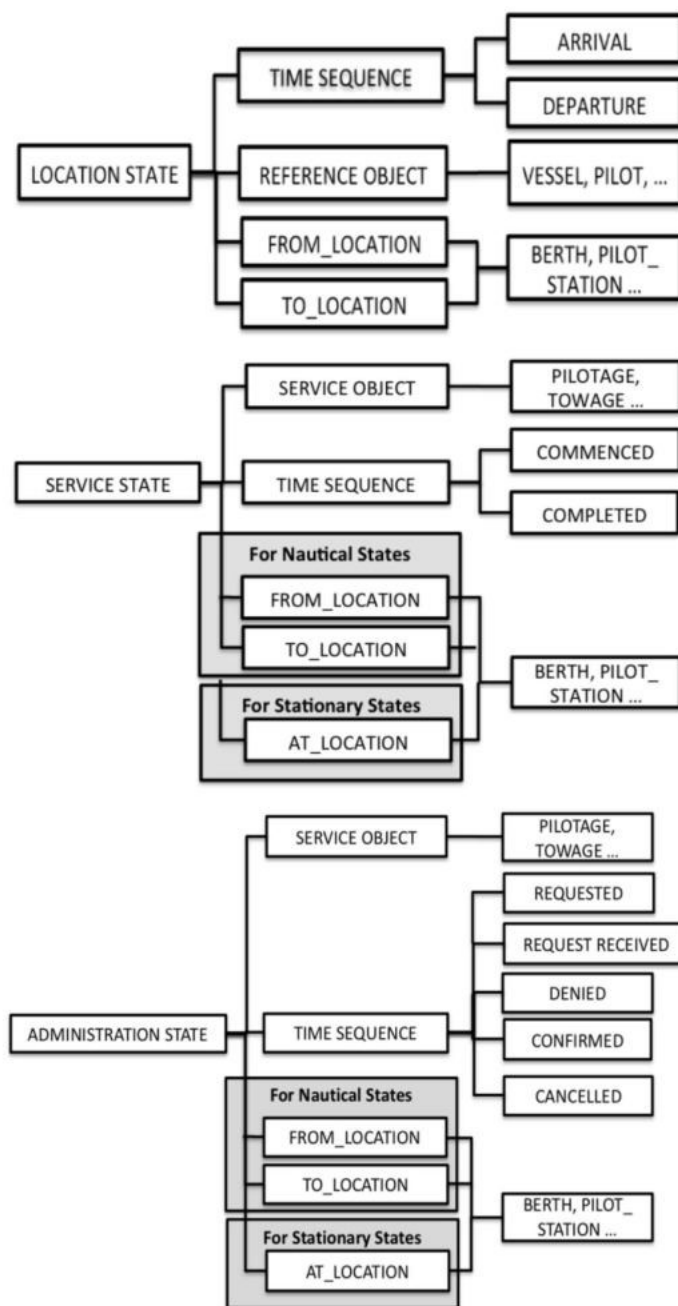 ARRIVAL
TIME SEQUENCE
DEPARTURE
LOCATION STATE
REFERENCE OBJECT
VESSEL, PILOT, ...
FROM_LOCATION
BERTH, PILOT_
STATION ...
TO_LOCATION
SERVICE OBJECT
PILOTAGE,
TOWAGE ...
COMMENCED
SERVICE STATE
TIME SEQUENCE
COMPLETED
For Nautical States
FROM_LOCATION
TO_LOCATION
BERTH, PILOT_
STATION ...
For Stationary States
AT_LOCATION
SERVICE OBJECT
PILOTAGE,
TOWAGE ...
REQUESTED
REQUEST RECEIVED
DENIED
ADMINISTRATION STATE
TIME SEQUENCE
CONFIRMED
CANCELLED
For Nautical States
FROM_LOCATION
TO_LOCATION
BERTH, PILOT_
STATION ...
For Stationary States
AT_LOCATION